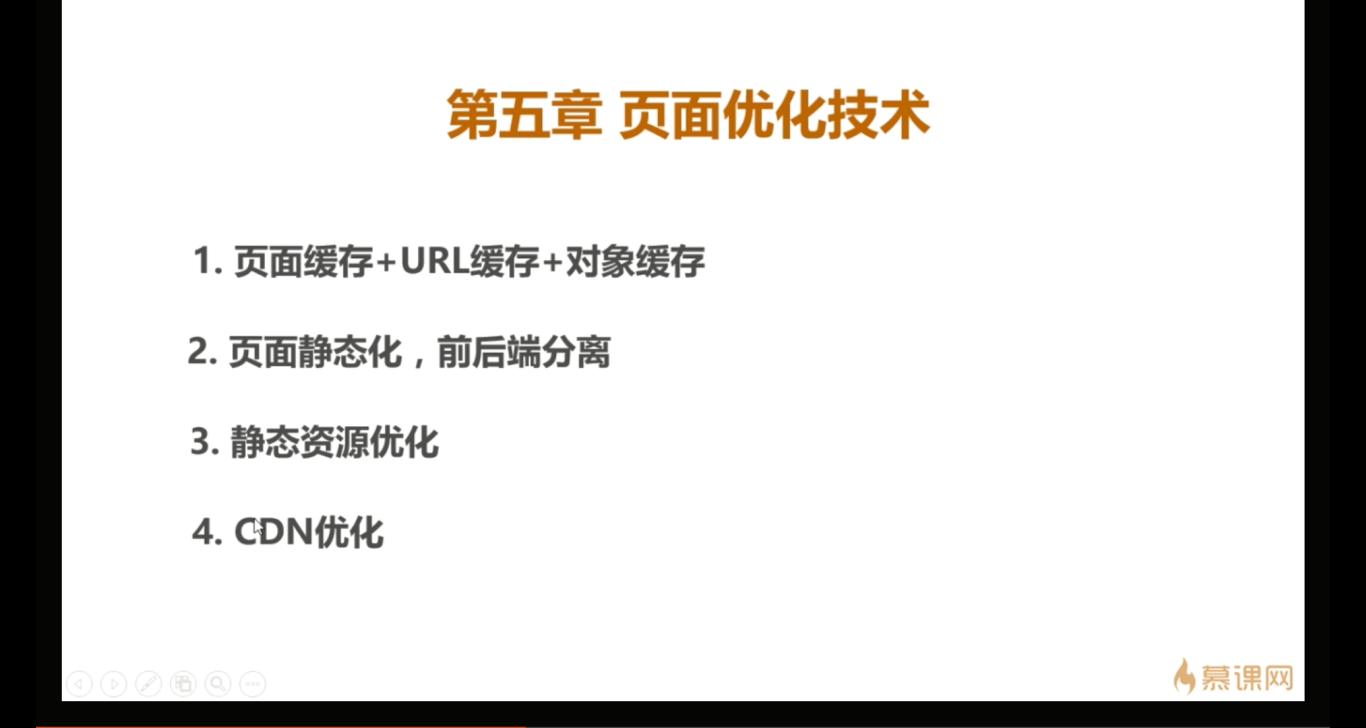 第五章 页面优化技术
1. 页面缓存+URL缓存+对象缓存
2. 页面静态化，前后端分离
3. 静态资源优化
4. CDN优化
慕课网